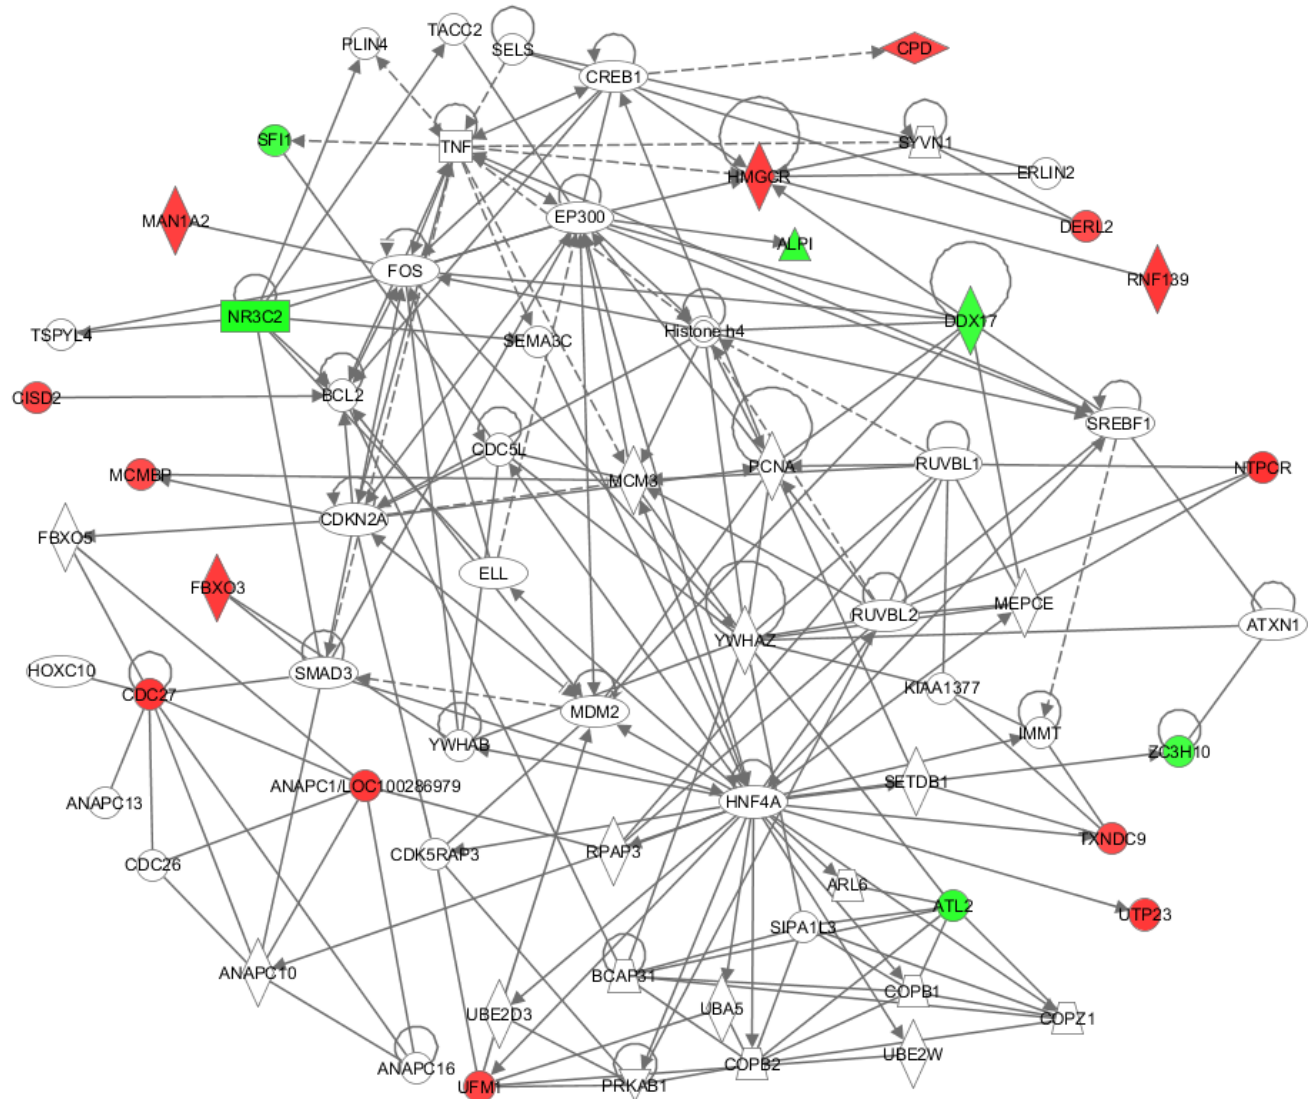 TACC2
PLIN4
SELS
CPD
CREB1
SFI1
TNF
SYVN1
HMGCR
ERLIN2
MAN1A2
EP300
DERL2
ALPI
FOS
RNF139
NR3C2
DDX17
TSPYL4
SEMA3C
Histone h4
CISD2
BCL2
SREBF1
CDC5L
MCMBP
MCM3
PCNA
RUVBL1
NTPCR
CDKN2A
FBXO5
ELL
FBXO3
MEPCE
RUVBL2
ATXN1
YWHAZ
HOXC10
SMAD3
CDC27
KIAA1377
MDM2
IMMT
YWHAB
ZC3H10
ANAPC1/LOC100286979
SETDB1
ANAPC13
HNF4A
TXNDC9
CDC26
CDK5RAP3
RPAP3
ARL6
ATL2
UTP23
SIPA1L3
ANAPC10
BCAP31
COPB1
UBE2D3
UBA5
COPZ1
UBE2W
COPB2
ANAPC16
UFM1
PRKAB1